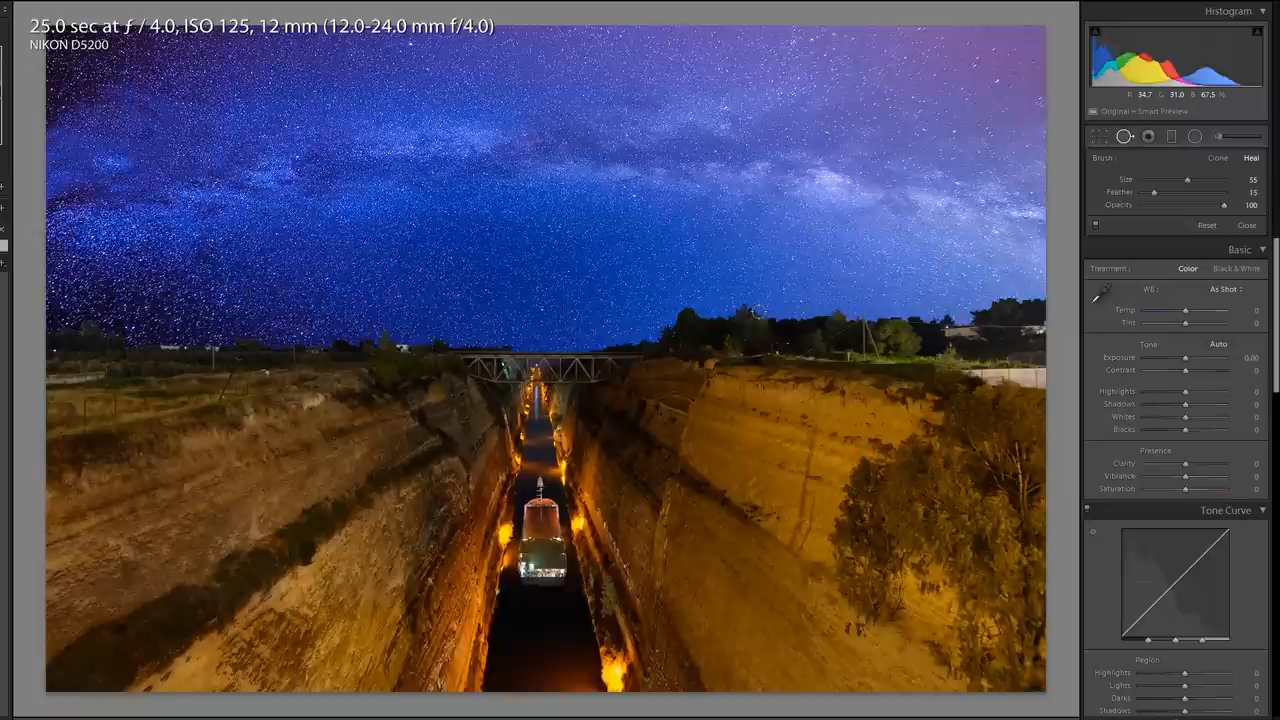 25.0 sec at ƒ / 4.0, ISO 125, 12 mm (12.0-24.0 mm f/4.0)
NIKON D5200
Histogram
R 34.7 G 31.0 B 67.5 %
Original + Smart Preview
Brush : Clone Heal
Size 55
Feather 15
Opacity 100
Reset Close
Basic
Treatment : Color Black & White
WB : As Shot
Temp 0
Tint 0
Tone Auto
Exposure 0.00
Contrast 0
Highlights 0
Shadows 0
Whites 0
Blacks 0
Presence
Clarity 0
Vibrance 0
Saturation 0
Tone Curve
Region
Highlights 0
Lights 0
Darks 0
Shadows 0